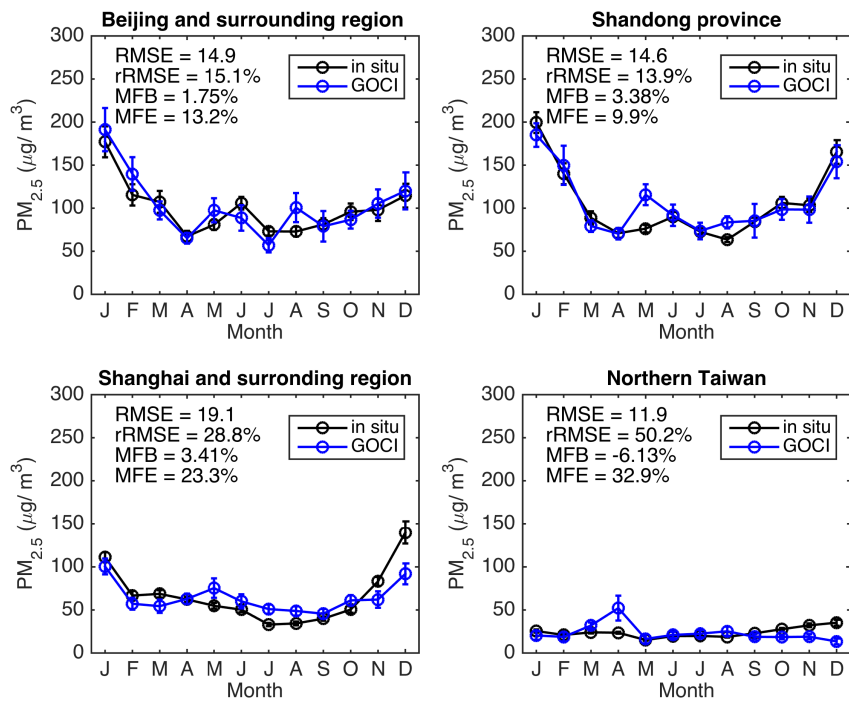 Beijing and surrounding region
300
250
200
150
100
50
0
PM2.5 (μg/ m3)
RMSE = 14.9
rRMSE = 15.1%
MFB = 1.75%
MFE = 13.2%
in situ
GOCI
J F M A M J J A S O N D
Month
Shandong province
300
250
200
150
100
50
0
PM2.5 (μg/ m3)
RMSE = 14.6
rRMSE = 13.9%
MFB = 3.38%
MFE = 9.9%
in situ
GOCI
J F M A M J J A S O N D
Month
Shanghai and surronding region
300
250
200
150
100
50
0
PM2.5 (μg/ m3)
RMSE = 19.1
rRMSE = 28.8%
MFB = 3.41%
MFE = 23.3%
in situ
GOCI
J F M A M J J A S O N D
Month
Northern Taiwan
300
250
200
150
100
50
0
PM2.5 (μg/ m3)
RMSE = 11.9
rRMSE = 50.2%
MFB = -6.13%
MFE = 32.9%
in situ
GOCI
J F M A M J J A S O N D
Month